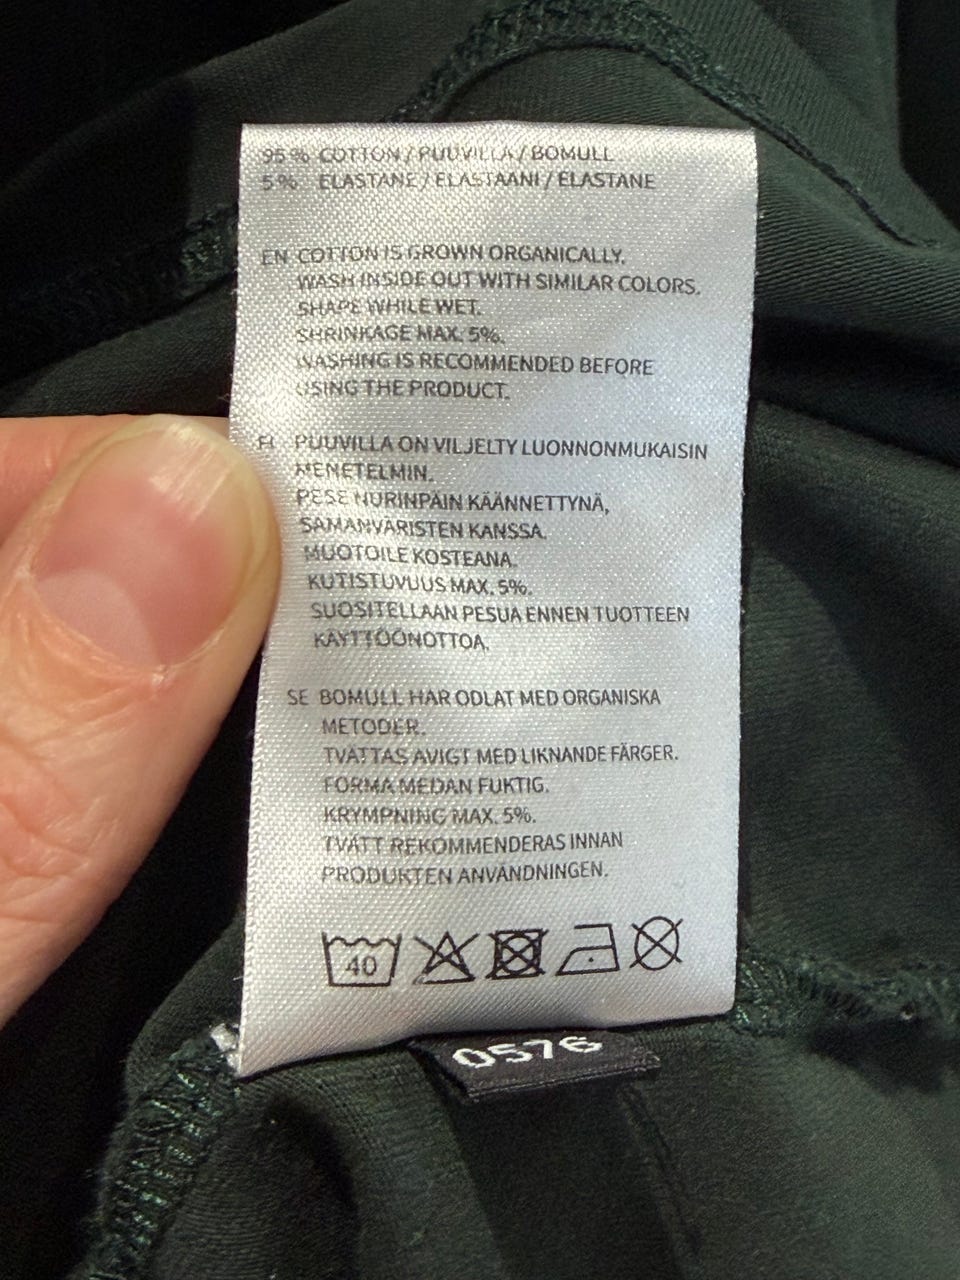 95% COTTON / PUUVILLA / BOMULL
5% ELASTANE / ELASTAANI / ELASTANE
EN COTTON IS GROWN ORGANICALLY.
WASH INSIDE OUT WITH SIMILAR COLORS.
SHAPE WHILE WET.
SHRINKAGE MAX. 5%.
WASHING IS RECOMMENDED BEFORE
USING THE PRODUCT.
FI PUUVILLA ON VILJELTY LUONNONMUKAISIN
MENETELMIN.
PESE NURINPÄIN KÄÄNNETTYNÄ,
SAMANVÄRISTEN KANSSA.
MUOTOILE KOSTEANA.
KUTISTUVUUS MAX. 5%.
SUOSITELLAAN PESUA ENNEN TUOTTEEN
KÄYTTÖÖNOTTOA.
SE BOMULL HAR ODLAT MED ORGANISKA
METODER.
TVÄTTAS AVIGT MED LIKNANDE FÄRGER.
FORMA MEDAN FUKTIG.
KRYMPNING MAX. 5%.
TVÄTT REKOMMENDERAS INNAN
PRODUKTEN ANVÄNDNINGEN.
40
0576